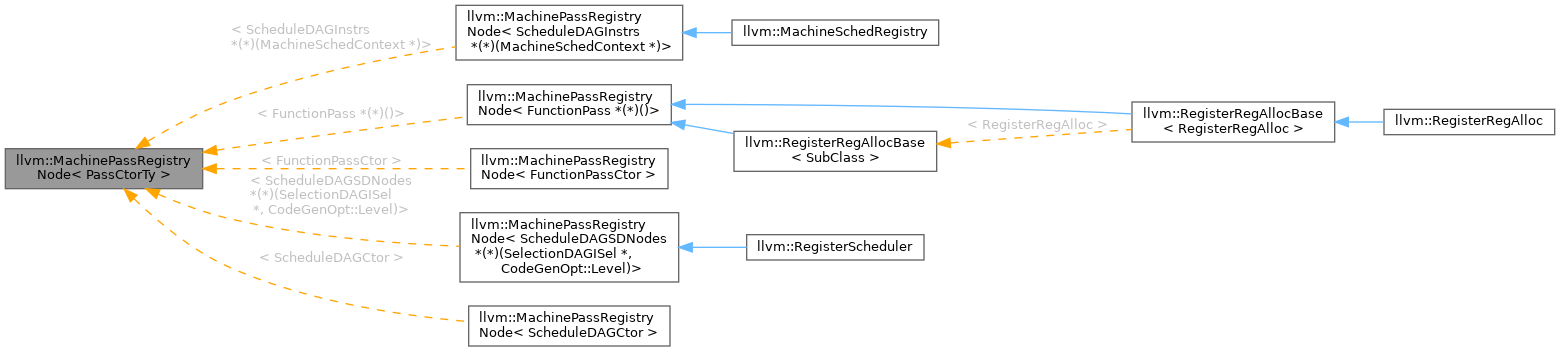 llvm::MachinePassRegistry
Node< PassCtorTy >
< ScheduleDAGInstrs
*(*)(MachineSchedContext *)>
llvm::MachinePassRegistry
Node< ScheduleDAGInstrs
*(*)(MachineSchedContext *)>
llvm::MachineSchedRegistry
< FunctionPass *(*)()>
llvm::MachinePassRegistry
Node< FunctionPass *(*)()>
llvm::RegisterRegAllocBase
< SubClass >
< RegisterRegAlloc >
llvm::RegisterRegAllocBase
< RegisterRegAlloc >
llvm::RegisterRegAlloc
< FunctionPassCtor >
llvm::MachinePassRegistry
Node< FunctionPassCtor >
< ScheduleDAGSDNodes
*(*)(SelectionDAGISel
*, CodeGenOpt::Level)>
llvm::MachinePassRegistry
Node< ScheduleDAGSDNodes
*(*)(SelectionDAGISel *,
CodeGenOpt::Level)>
llvm::RegisterScheduler
< ScheduleDAGCtor >
llvm::MachinePassRegistry
Node< ScheduleDAGCtor >